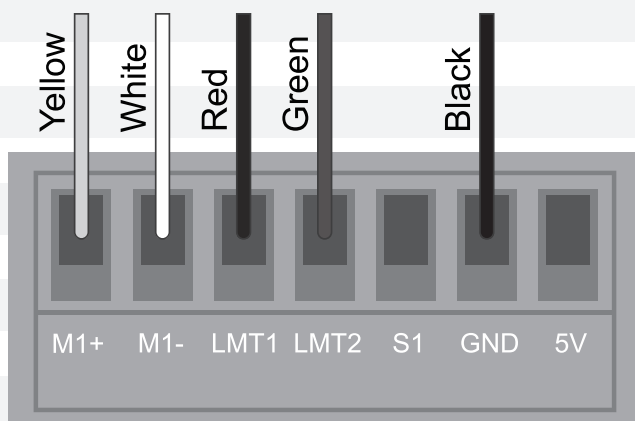 Yellow
White
Red
Green
Black
M1+ M1- LMT1 LMT2 S1 GND 5V